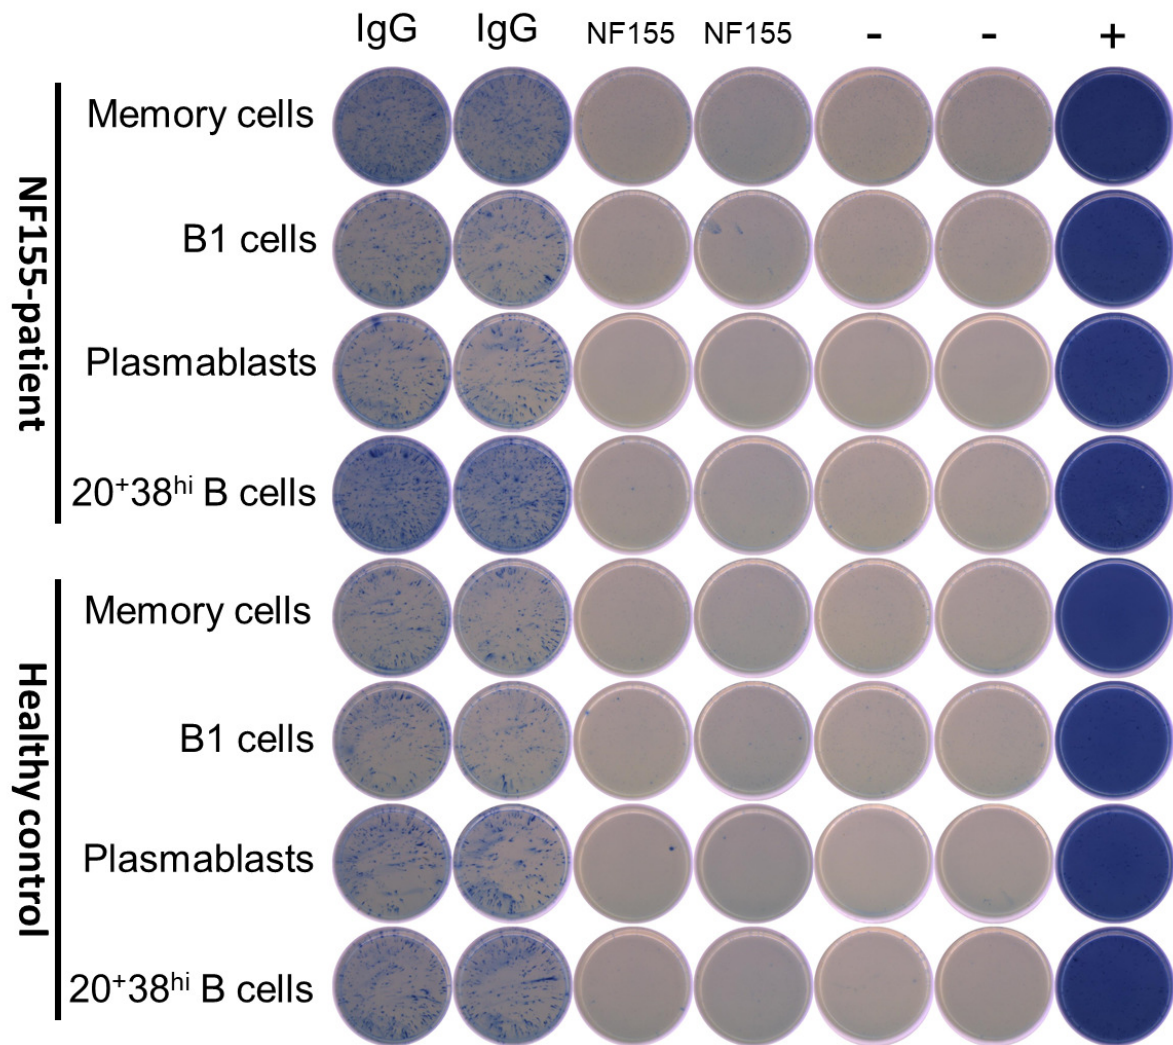 IgG IgG NF155 NF155 - - +
NF155-patient
Memory cells
B1 cells
Plasmablasts
20⁺38ʰⁱ B cells
Healthy control
Memory cells
B1 cells
Plasmablasts
20⁺38ʰⁱ B cells